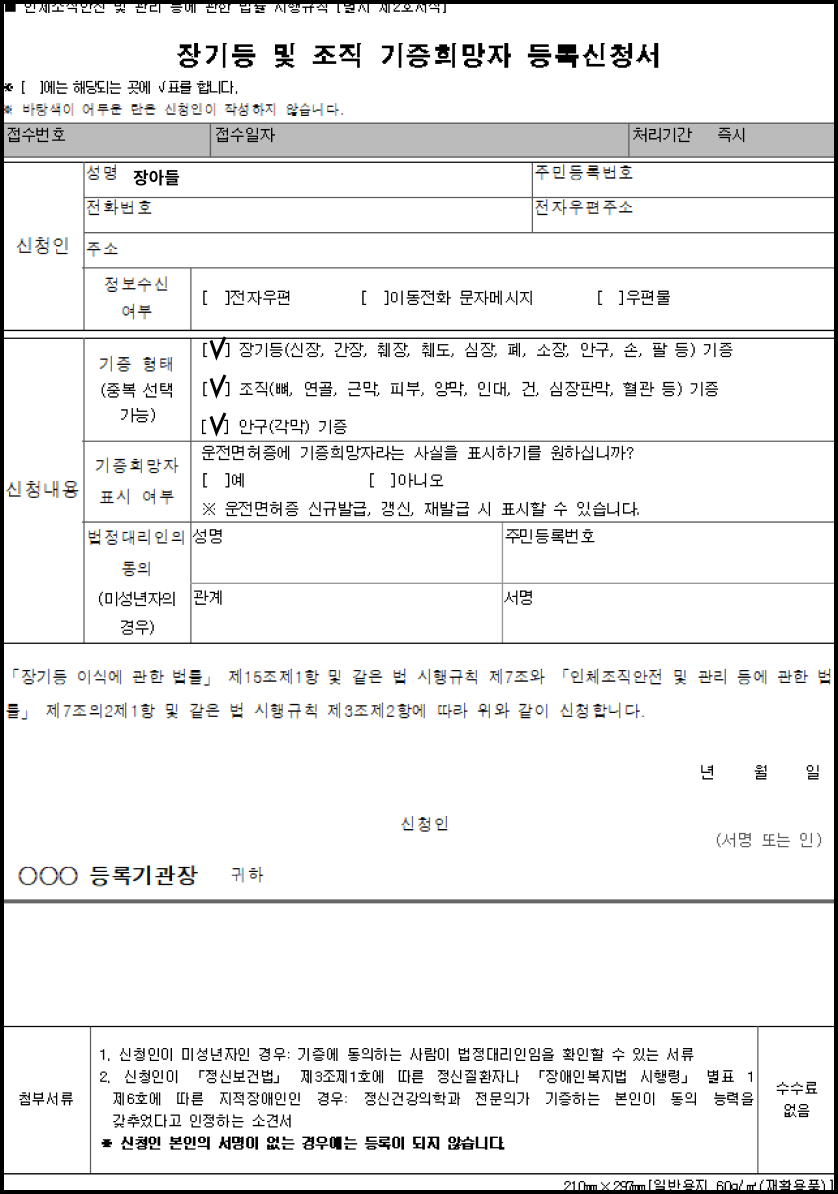 ■ 인체조직안전 및 관리 등에 관한 법률 시행규칙 [별지 제2호서식]
장기등 및 조직 기증희망자 등록신청서
※ [ ]에는 해당되는 곳에 √표를 합니다.
※ 바탕색이 어두운 란은 신청인이 작성하지 않습니다.
접수번호 접수일자 처리기간 즉시
신청인
성명 장아들 주민등록번호
전화번호 전자우편주소
주소
정보수신
여부
[ ]전자우편 [ ]이동전화 문자메시지 [ ]우편물
신청내용
기증 형태
(중복 선택
가능)
[√] 장기등(신장, 간장, 췌장, 췌도, 심장, 폐, 소장, 안구, 손, 팔 등) 기증
[√] 조직(뼈, 연골, 근막, 피부, 양막, 인대, 건, 심장판막, 혈관 등) 기증
[√] 안구(각막) 기증
기증희망자
표시 여부
운전면허증에 기증희망자라는 사실을 표시하기를 원하십니까?
[ ]예 [ ]아니오
※ 운전면허증 신규발급, 갱신, 재발급 시 표시할 수 있습니다.
법정대리인의
동의
(미성년자의
경우)
성명 주민등록번호
관계 서명
「장기등 이식에 관한 법률」 제15조제1항 및 같은 법 시행규칙 제7조와 「인체조직안전 및 관리 등에 관한 법
률」 제7조의2제1항 및 같은 법 시행규칙 제3조제2항에 따라 위와 같이 신청합니다.
년 월 일
신청인
(서명 또는 인)
○○○ 등록기관장 귀하
첨부서류
1. 신청인이 미성년자인 경우: 기증에 동의하는 사람이 법정대리인임을 확인할 수 있는 서류
2. 신청인이 「정신보건법」 제3조제1호에 따른 정신질환자나 「장애인복지법 시행령」 별표 1
제6호에 따른 지적장애인인 경우: 정신건강의학과 전문의가 기증하는 본인이 동의 능력을
갖추었다고 인정하는 소견서
※ 신청인 본인의 서명이 없는 경우에는 등록이 되지 않습니다.
수수료
없음
210㎜×297㎜[일반용지 60g/㎡(재활용품)]